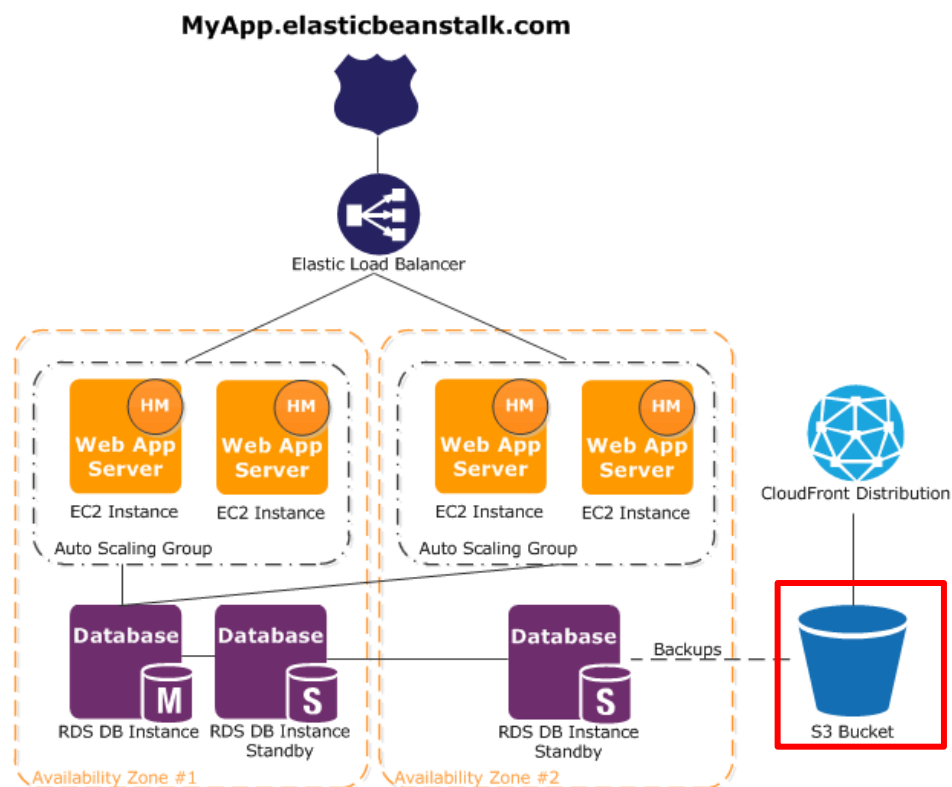 MyApp.elasticbeanstalk.com
Elastic Load Balancer
HM
Web App
Server
EC2 Instance
HM
Web App
Server
EC2 Instance
Auto Scaling Group
HM
Web App
Server
EC2 Instance
HM
Web App
Server
EC2 Instance
Auto Scaling Group
CloudFront Distribution
Database
M
RDS DB Instance
Database
S
RDS DB Instance
Standby
Database
S
RDS DB Instance
Standby
Backups
S3 Bucket
Availability Zone #1
Availability Zone #2